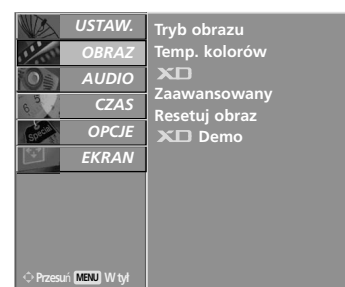 USTAW.
OBRAZ
AUDIO
CZAS
OPCJE
EKRAN
Przesuń MENU W tył
Tryb obrazu
Temp. kolorów
XD
Zaawansowany
Resetuj obraz
XD Demo